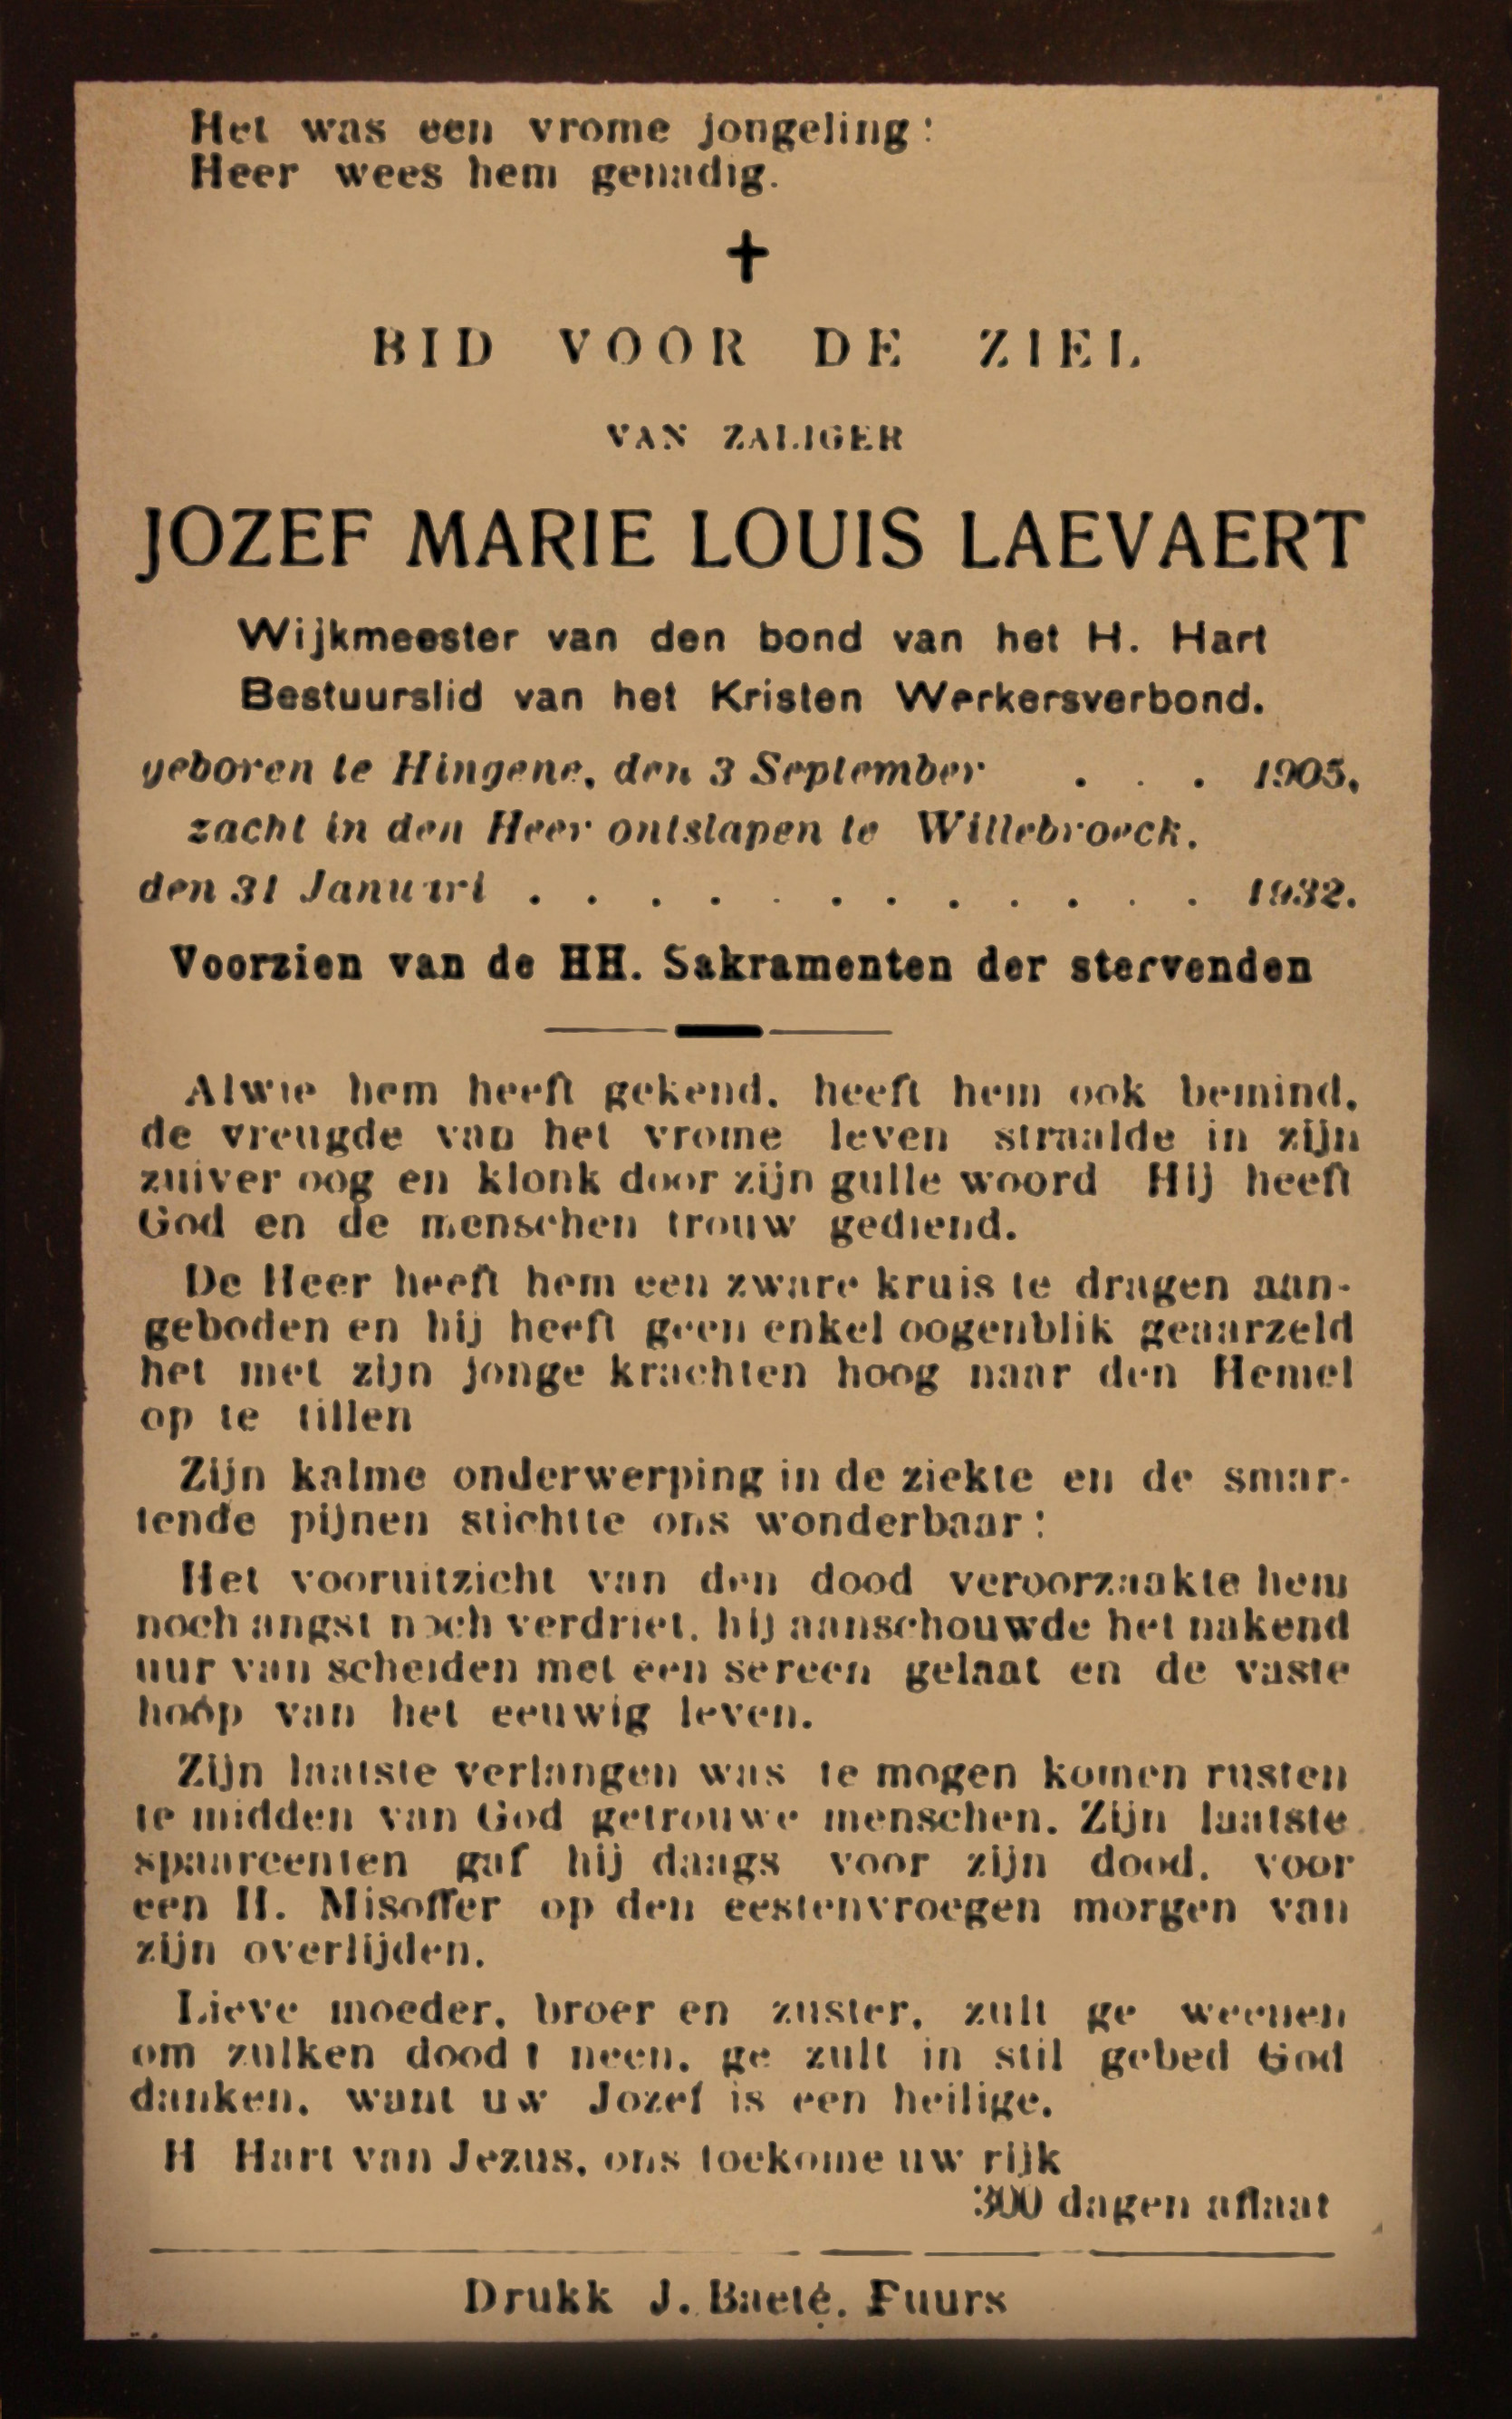 Het was een vrome jongeling:
Heer wees hem genadig.
✝
BID VOOR DE ZIEL
VAN ZALIGER
JOZEF MARIE LOUIS LAEVAERT
Wijkmeester van den bond van het H. Hart
Bestuurslid van het Kristen Werkersverbond.
geboren te Hingene, den 3 September . . . 1905,
zacht in den Heer ontslapen te Willebroeck.
den 31 Januari . . . . . . . . . . . . 1932.
Voorzien van de HH. Sakramenten der stervenden
Alwie hem heeft gekend, heeft hem ook bemind,
de vreugde van het vrome leven straalde in zijn
zuiver oog en klonk door zijn gulle woord Hij heeft
God en de menschen trouw gediend.
De Heer heeft hem een zware kruis te dragen aan-
geboden en hij heeft geen enkel oogenblik geaarzeld
het met zijn jonge krachten hoog naar den Hemel
op te tillen
Zijn kalme onderwerping in de ziekte en de smar-
tende pijnen stichtte ons wonderbaar:
Het vooruitzicht van den dood veroorzaakte hem
noch angst noch verdriet, hij aanschouwde het nakend
uur van scheiden met een sereen gelaat en de vaste
hoop van het eeuwig leven.
Zijn laatste verlangen was te mogen komen rusten
te midden van God getrouwe menschen. Zijn laatste
spaarcenten gaf hij daags voor zijn dood, voor
een H. Misoffer op den eestenvroegen morgen van
zijn overlijden.
Lieve moeder, broer en zuster, zult ge weenen
om zulken dood ? neen, ge zult in stil gebed God
danken, want uw Jozef is een heilige.
H Hart van Jezus, ons toekome uw rijk
300 dagen aflaat
Drukk J. Baeté. Puurs